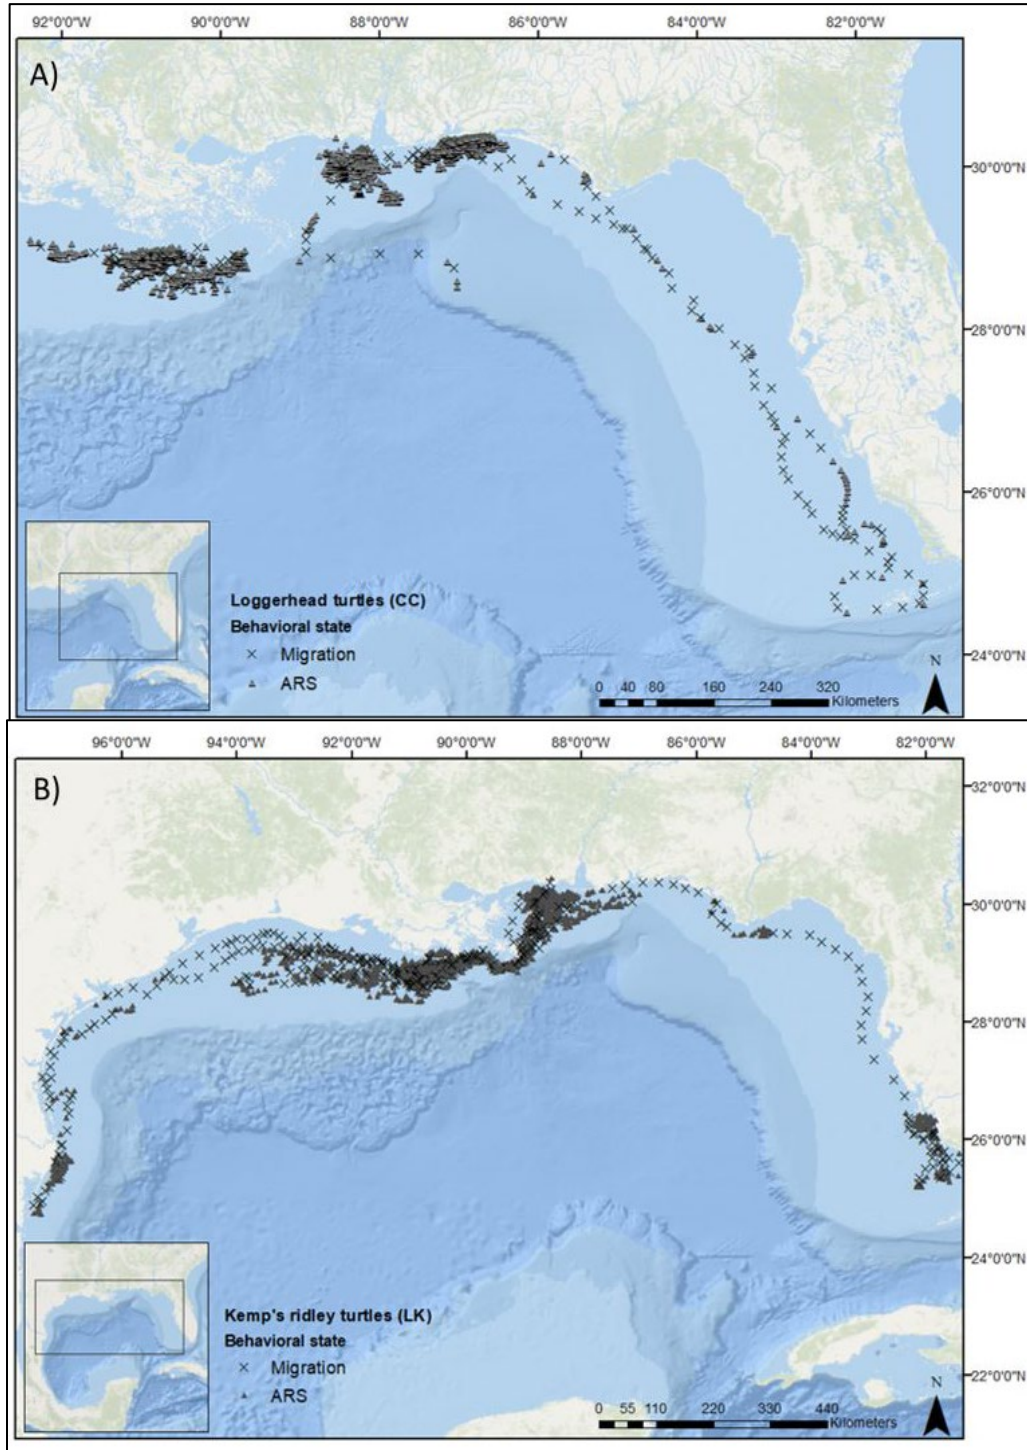 92°0'0"W 90°0'0"W 88°0'0"W 86°0'0"W 84°0'0"W 82°0'0"W
A)
30°0'0"N
28°0'0"N
26°0'0"N
24°0'0"N
Loggerhead turtles (CC)
Behavioral state
Migration
ARS
N
0 40 80 160 240 320
Kilometers
96°0'0"W 94°0'0"W 92°0'0"W 90°0'0"W 88°0'0"W 86°0'0"W 84°0'0"W 82°0'0"W
B)
32°0'0"N
30°0'0"N
28°0'0"N
26°0'0"N
24°0'0"N
22°0'0"N
Kemp's ridley turtles (LK)
Behavioral state
Migration
ARS
N
0 55 110 220 330 440
Kilometers